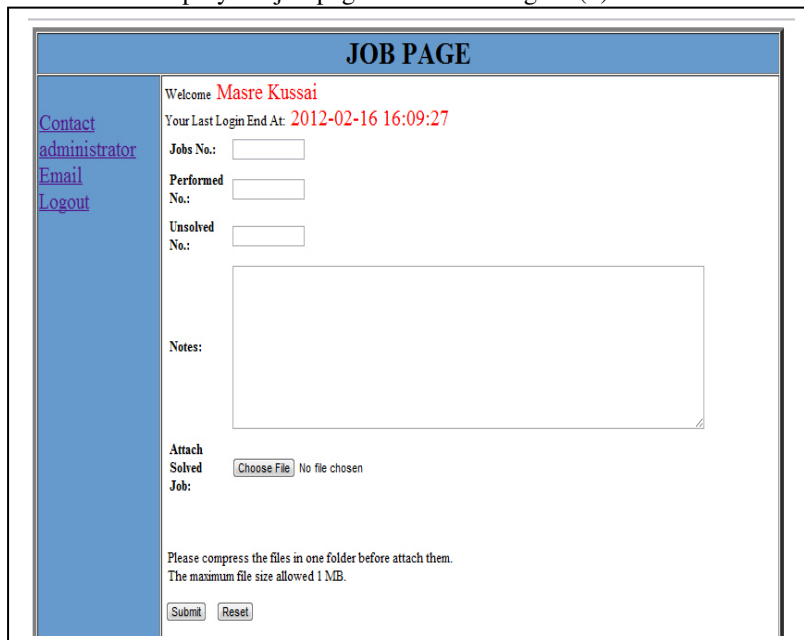 JOB PAGE
Contact
administrator
Email
Logout
Welcome Masre Kussai
Your Last Login End At: 2012-02-16 16:09:27
Jobs No.:
Performed
No.:
Unsolved
No.:
Notes:
Attach
Solved
Job:
Choose File No file chosen
Please compress the files in one folder before attach them.
The maximum file size allowed 1 MB.
Submit Reset